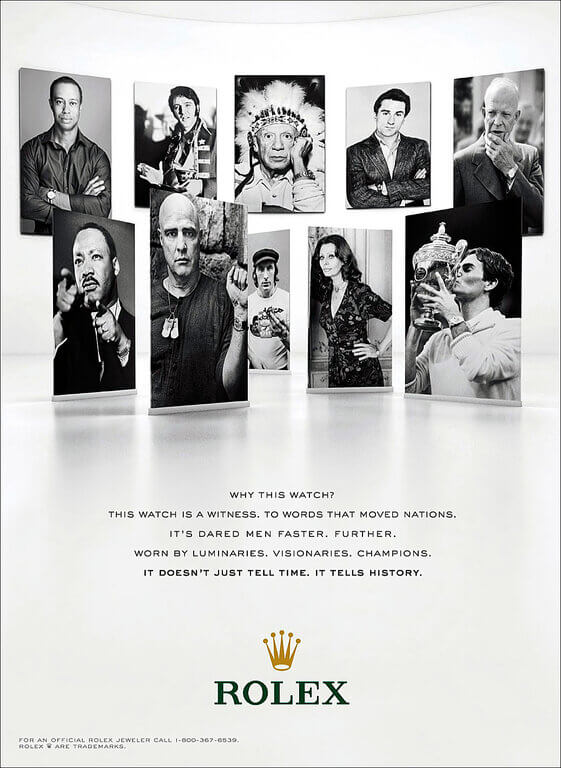 WHY THIS WATCH?
THIS WATCH IS A WITNESS. TO WORDS THAT MOVED NATIONS.
IT'S DARED MEN FASTER. FURTHER.
WORN BY LUMINARIES. VISIONARIES. CHAMPIONS.
IT DOESN'T JUST TELL TIME. IT TELLS HISTORY.
ROLEX
FOR AN OFFICIAL ROLEX JEWELER CALL 1-800-367-6539.
ROLEX ARE TRADEMARKS.